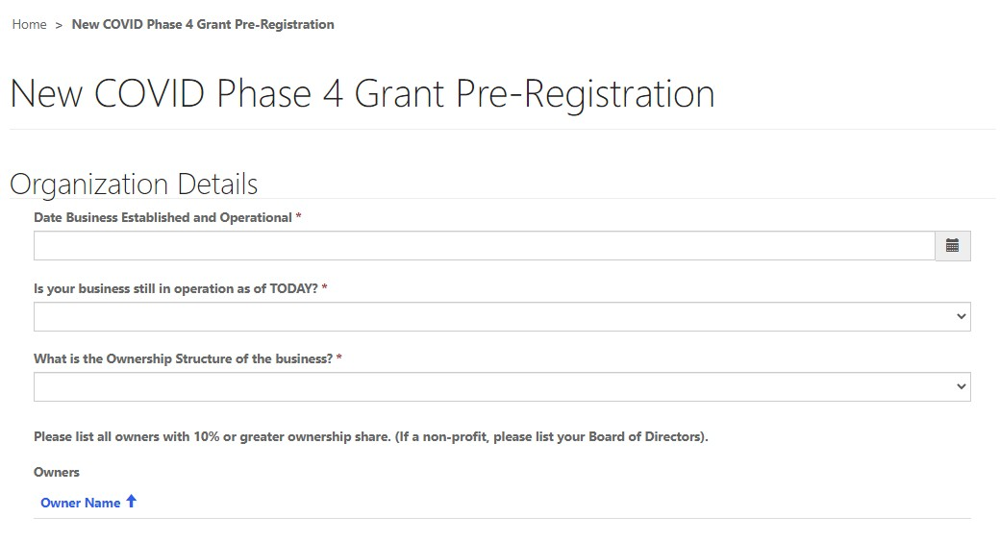 Home > New COVID Phase 4 Grant Pre-Registration
New COVID Phase 4 Grant Pre-Registration
Organization Details
Date Business Established and Operational *
Is your business still in operation as of TODAY? *
What is the Ownership Structure of the business? *
Please list all owners with 10% or greater ownership share. (If a non-profit, please list your Board of Directors).
Owners
Owner Name